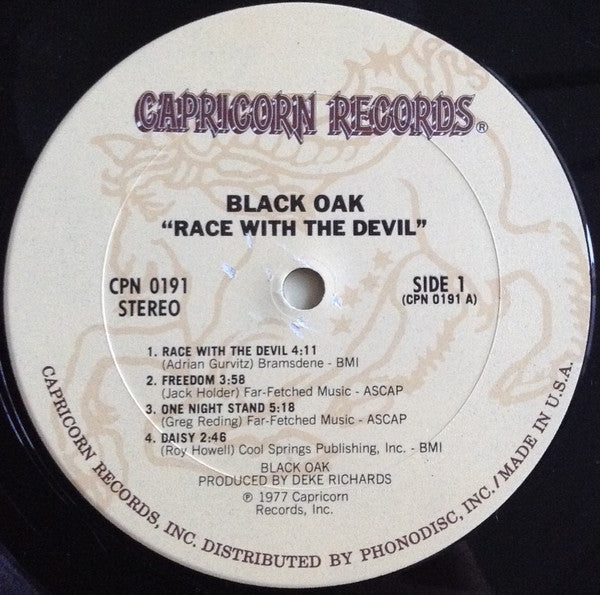 CAPRICORN RECORDS®
BLACK OAK
"RACE WITH THE DEVIL"
CPN 0191
STEREO
SIDE 1
(CPN 0191 A)
1. RACE WITH THE DEVIL 4:11
(Adrian Gurvitz) Bramsdene - BMI
2. FREEDOM 3:58
(Jack Holder) Far-Fetched Music - ASCAP
3. ONE NIGHT STAND 5:18
(Greg Reding) Far-Fetched Music - ASCAP
4. DAISY 2:46
(Roy Howell) Cool Springs Publishing, Inc. - BMI
BLACK OAK
PRODUCED BY DEKE RICHARDS
℗ 1977 Capricorn
Records, Inc.
CAPRICORN RECORDS, INC. DISTRIBUTED BY PHONODISC, INC./MADE IN U.S.A.